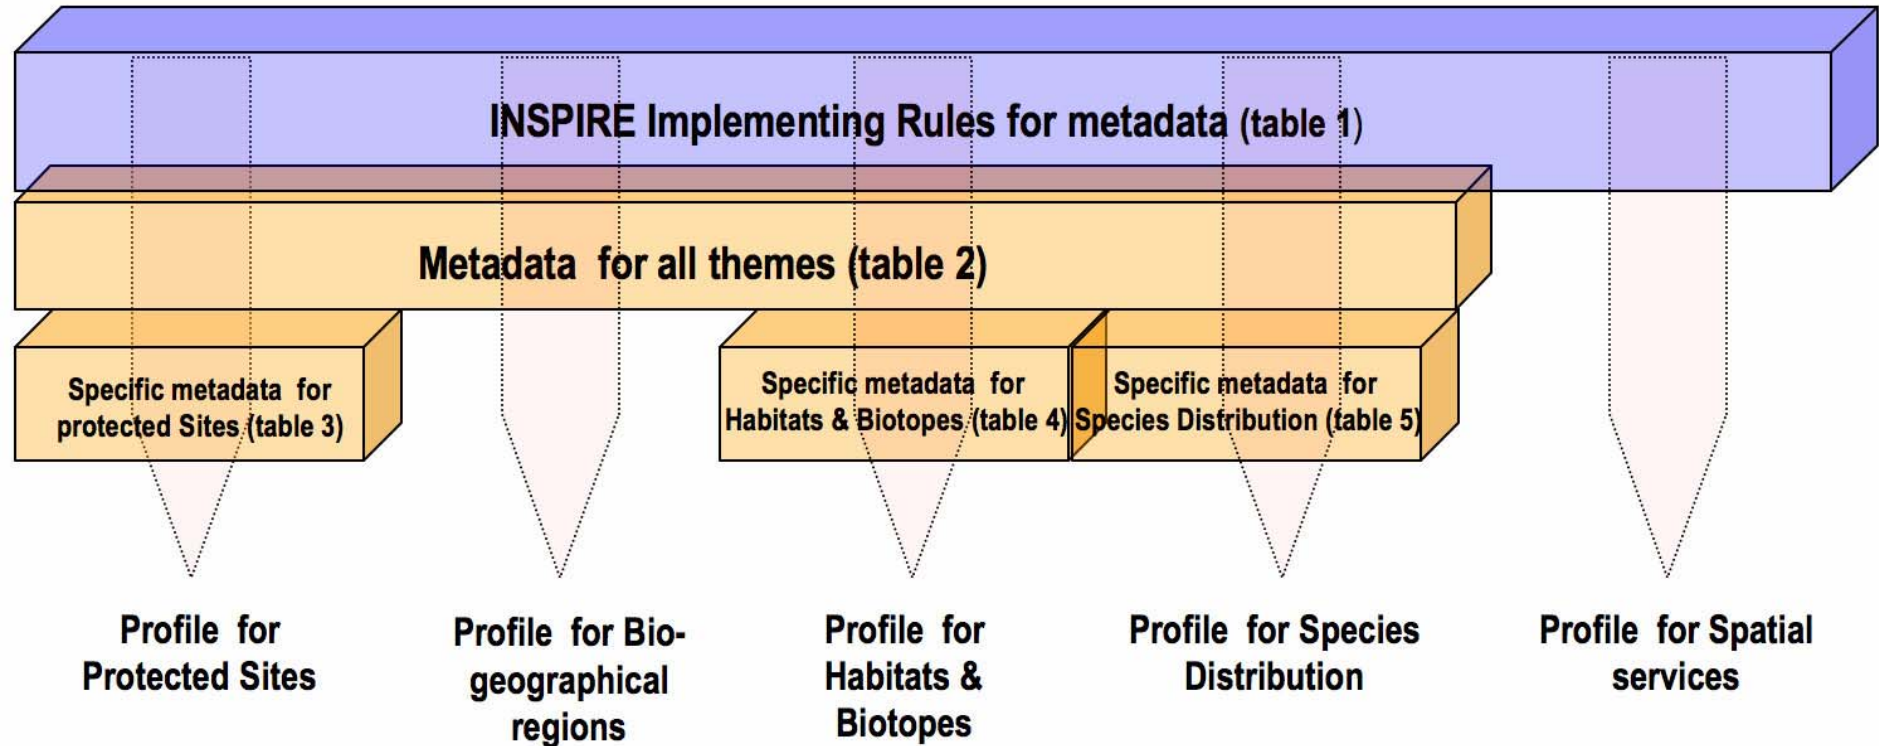 INSPIRE Implementing Rules for metadata (table 1)
Metadata for all themes (table 2)
Specific metadata for
protected Sites (table 3)
Specific metadata for
Habitats & Biotopes (table 4)
Specific metadata for
Species Distribution (table 5)
Profile for
Protected Sites
Profile for Bio-
geographical
regions
Profile for
Habitats &
Biotopes
Profile for Species
Distribution
Profile for Spatial
services